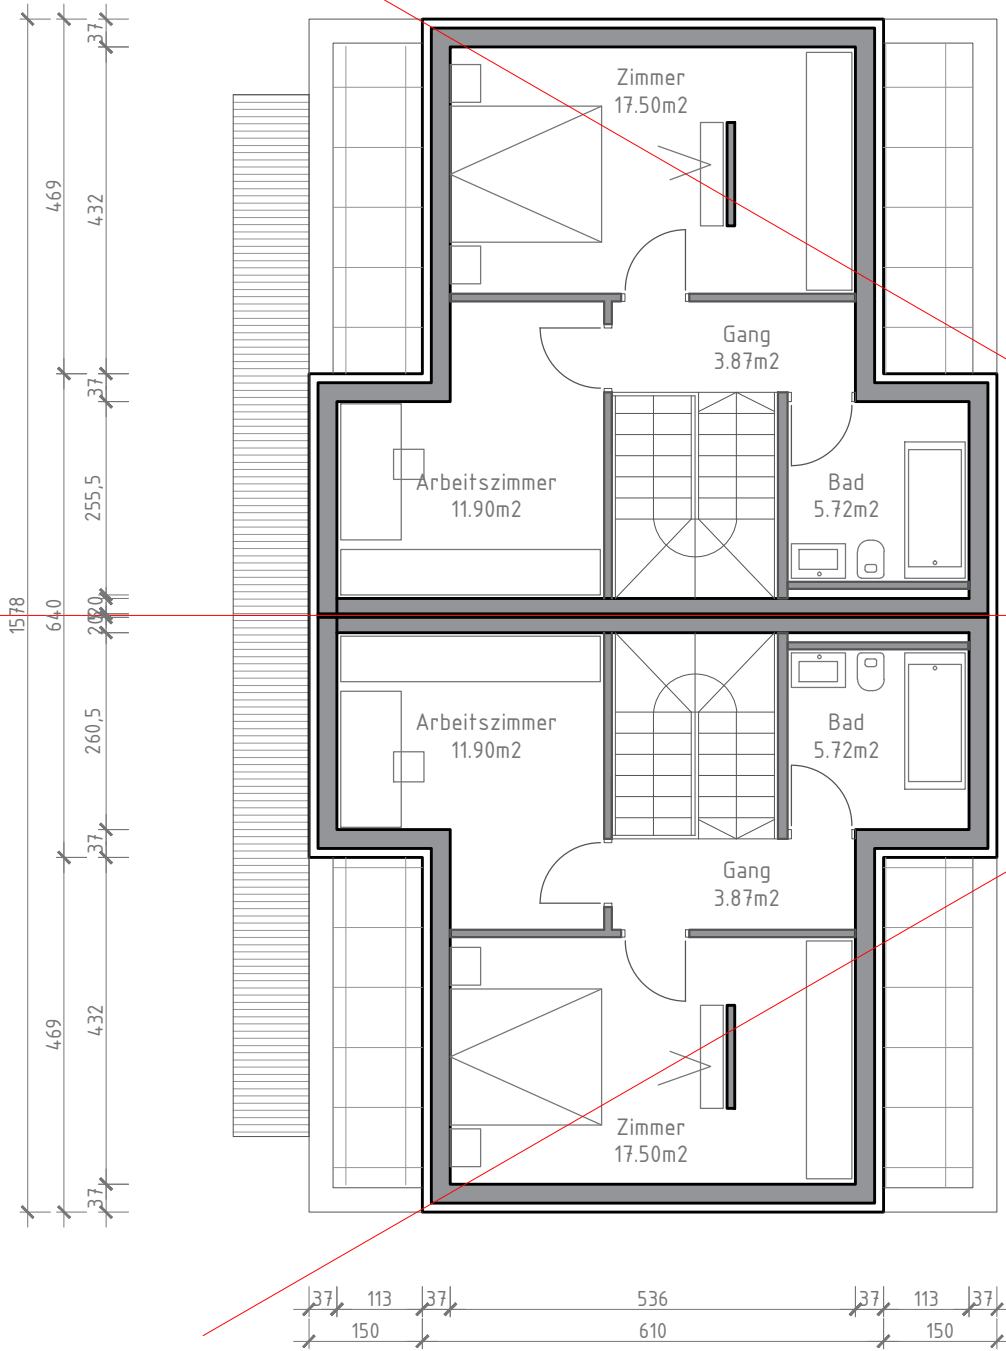 Zimmer
17.50m2
Gang
3.87m2
Arbeitszimmer
11.90m2
Bad
5.72m2
Arbeitszimmer
11.90m2
Bad
5.72m2
Gang
3.87m2
Zimmer
17.50m2
37
469
432
37
255,5
1578
640
260,5
37
469
432
37
37
113
37
536
37
113
37
150
610
150